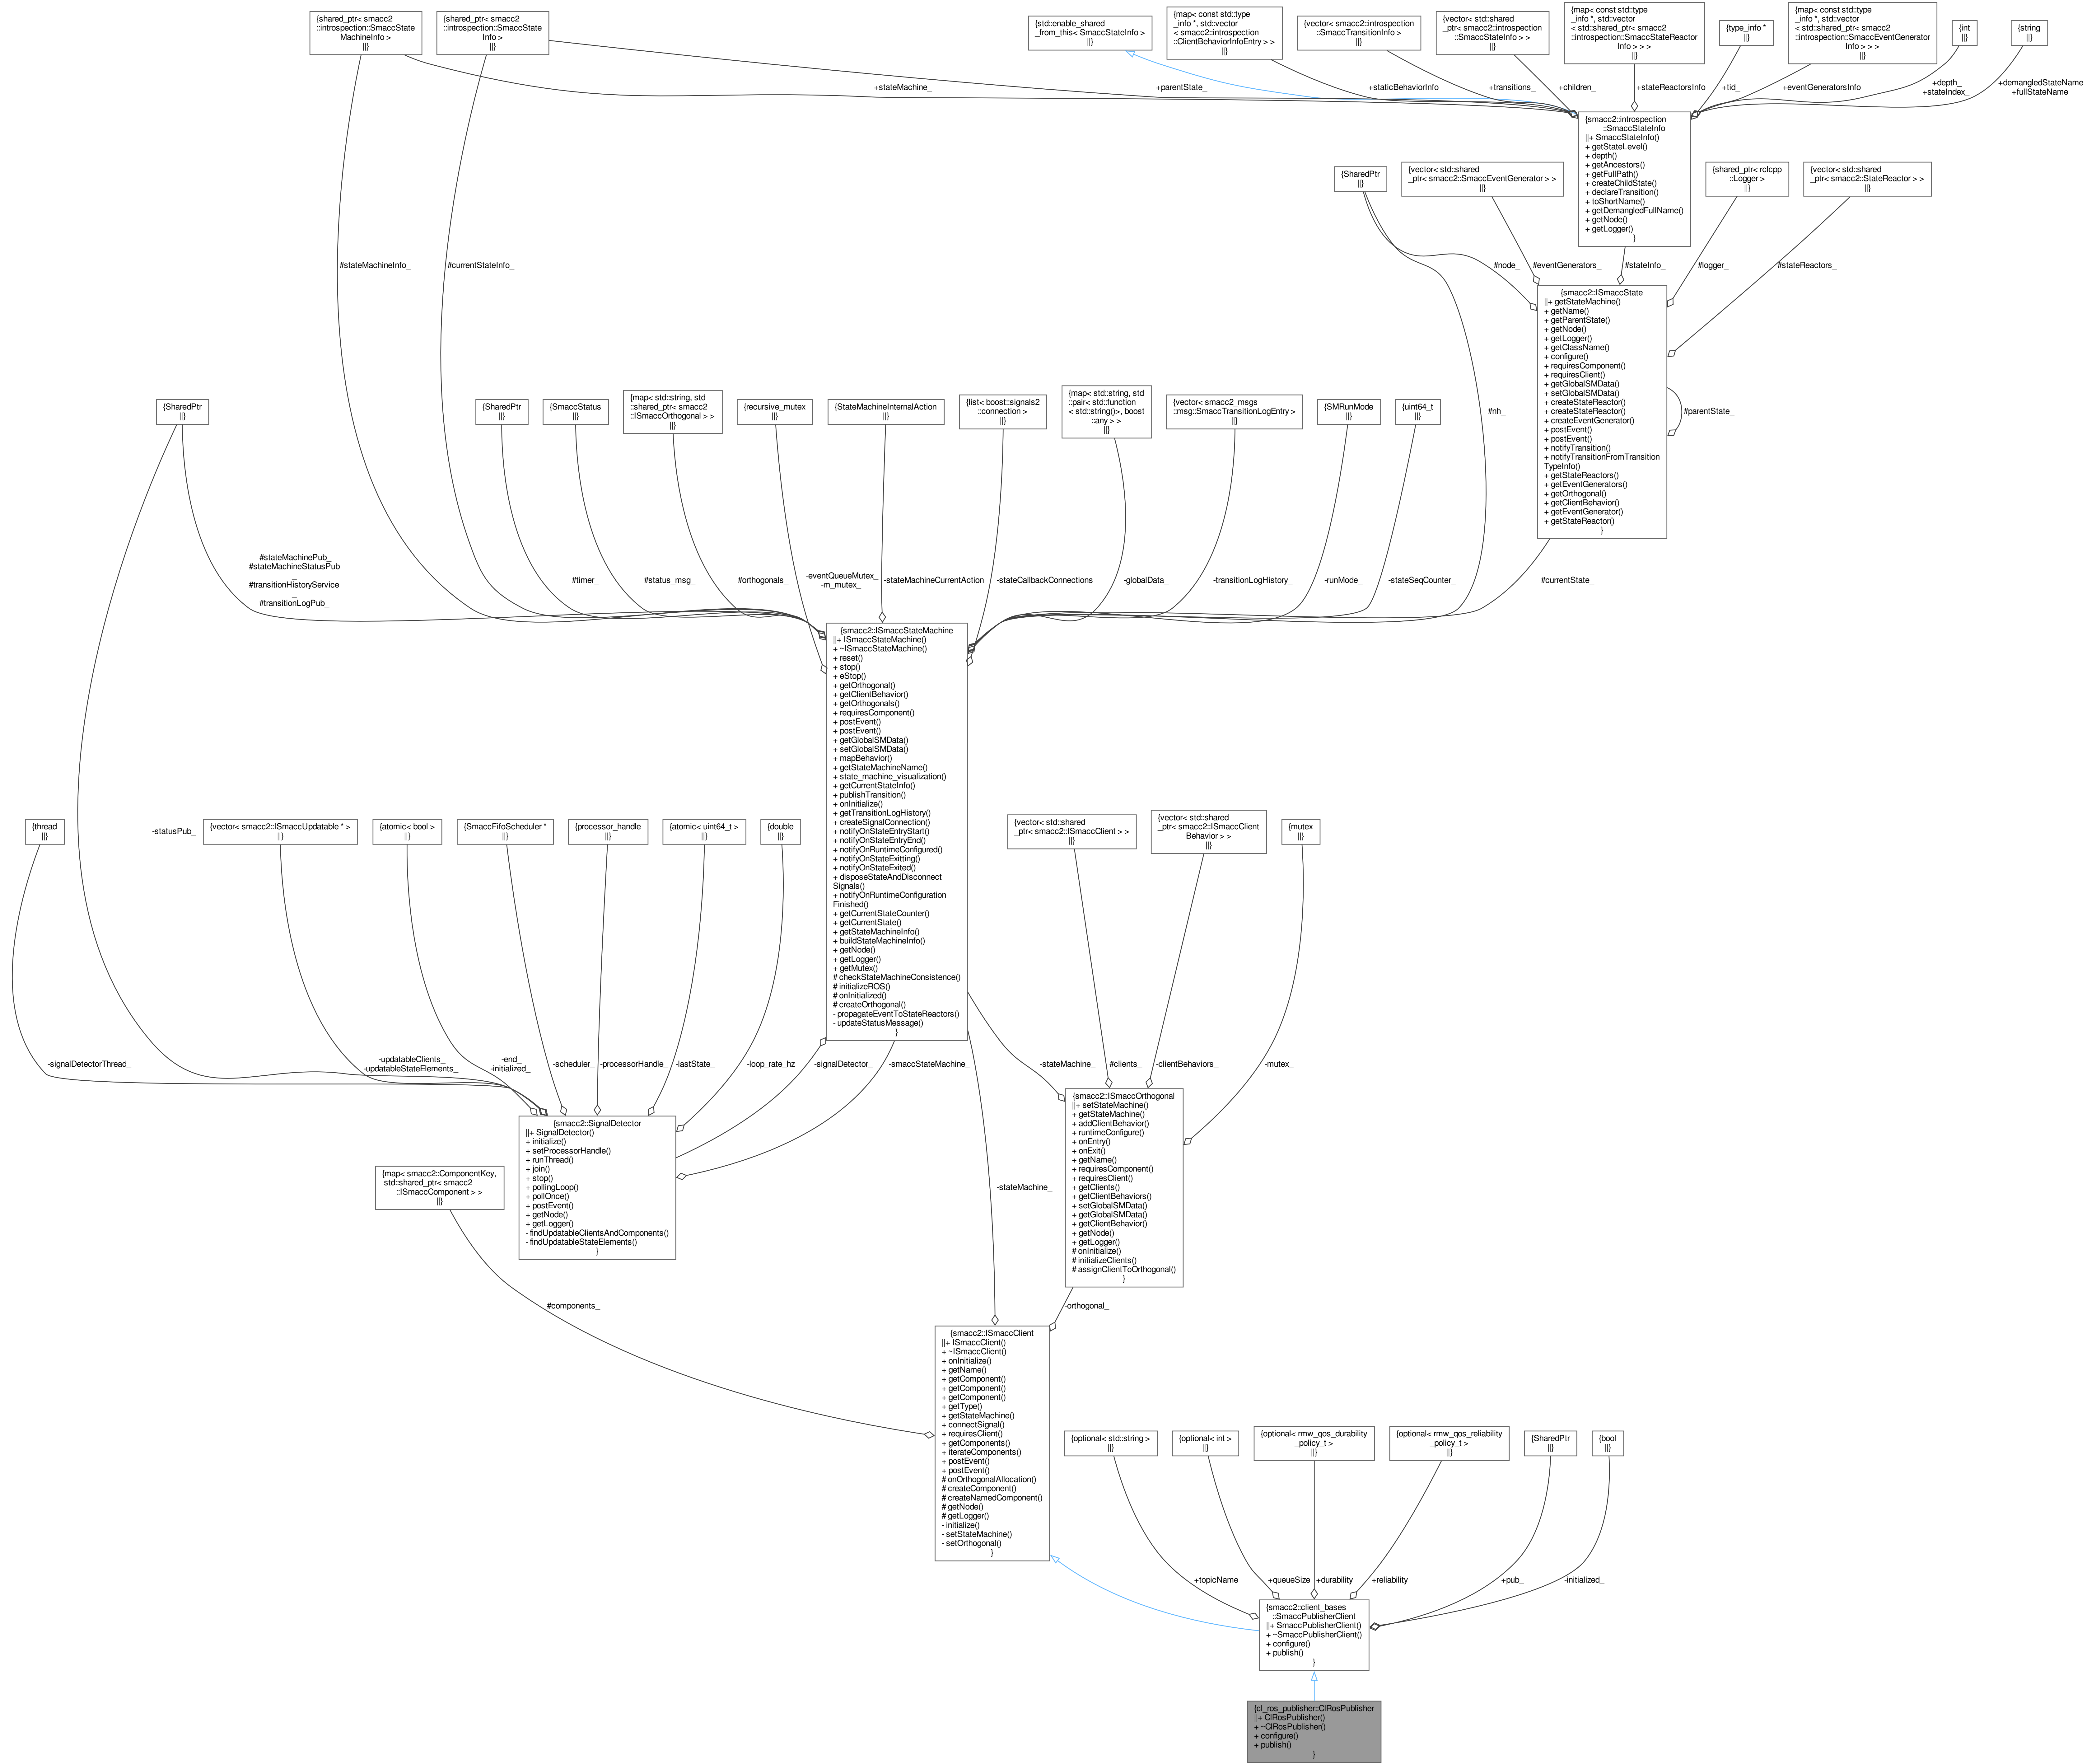 {shared_ptr< smacc2
::introspection::SmaccState
MachineInfo >
||}
{shared_ptr< smacc2
::introspection::SmaccState
Info >
||}
{std::enable_shared
_from_this< SmaccStateInfo >
||}
{map< const std::type
_info *, std::vector
< smacc2::introspection
::ClientBehaviorInfoEntry > >
||}
{vector< smacc2::introspection
::SmaccTransitionInfo >
||}
{vector< std::shared
_ptr< smacc2::introspection
::SmaccStateInfo > >
||}
{map< const std::type
_info *, std::vector
< std::shared_ptr< smacc2
::introspection::SmaccStateReactor
Info > > >
||}
{type_info *
||}
{map< const std::type
_info *, std::vector
< std::shared_ptr< smacc2
::introspection::SmaccEventGenerator
Info > > >
||}
{int
||}
{string
||}
+stateMachine_
+parentState_
+staticBehaviorInfo
+transitions_
+children_
+stateReactorsInfo
+tid_
+eventGeneratorsInfo
+depth_
+stateIndex_
+demangledStateName
+fullStateName
{smacc2::introspection
::SmaccStateInfo
||+ SmaccStateInfo()
+ getStateLevel()
+ depth()
+ getAncestors()
+ getFullPath()
+ createChildState()
+ declareTransition()
+ toShortName()
+ getDemangledFullName()
+ getNode()
+ getLogger()
}
{SharedPtr
||}
{vector< std::shared
_ptr< smacc2::SmaccEventGenerator > >
||}
{shared_ptr< rclcpp
::Logger >
||}
{vector< std::shared
_ptr< smacc2::StateReactor > >
||}
#stateMachineInfo_
#currentStateInfo_
#node_
#eventGenerators_
#stateInfo_
#logger_
#stateReactors_
{smacc2::ISmaccState
||+ getStateMachine()
+ getName()
+ getParentState()
+ getNode()
+ getLogger()
+ getClassName()
+ configure()
+ requiresComponent()
+ requiresClient()
+ getGlobalSMData()
+ setGlobalSMData()
+ createStateReactor()
+ createStateReactor()
+ createEventGenerator()
+ postEvent()
+ postEvent()
+ notifyTransition()
+ notifyTransitionFromTransition
TypeInfo()
+ getStateReactors()
+ getEventGenerators()
+ getOrthogonal()
+ getClientBehavior()
+ getEventGenerator()
+ getStateReactor()
}
#parentState_
{SharedPtr
||}
{SharedPtr
||}
{SmaccStatus
||}
{map< std::string, std
::shared_ptr< smacc2
::ISmaccOrthogonal > >
||}
{recursive_mutex
||}
{StateMachineInternalAction
||}
{list< boost::signals2
::connection >
||}
{map< std::string, std
::pair< std::function
< std::string()>, boost
::any > >
||}
{vector< smacc2_msgs
::msg::SmaccTransitionLogEntry >
||}
{SMRunMode
||}
{uint64_t
||}
#nh_
#stateMachinePub_
#stateMachineStatusPub
_
#transitionHistoryService
_
#transitionLogPub_
#timer_
#status_msg_
#orthogonals_
-eventQueueMutex_
-m_mutex_
-stateMachineCurrentAction
-stateCallbackConnections
-globalData_
-transitionLogHistory_
-runMode_
-stateSeqCounter_
#currentState_
{smacc2::ISmaccStateMachine
||+ ISmaccStateMachine()
+ ~ISmaccStateMachine()
+ reset()
+ stop()
+ eStop()
+ getOrthogonal()
+ getClientBehavior()
+ getOrthogonals()
+ requiresComponent()
+ postEvent()
+ postEvent()
+ getGlobalSMData()
+ setGlobalSMData()
+ mapBehavior()
+ getStateMachineName()
+ state_machine_visualization()
+ getCurrentStateInfo()
+ publishTransition()
+ onInitialize()
+ getTransitionLogHistory()
+ createSignalConnection()
+ notifyOnStateEntryStart()
+ notifyOnStateEntryEnd()
+ notifyOnRuntimeConfigured()
+ notifyOnStateExitting()
+ notifyOnStateExited()
+ disposeStateAndDisconnect
Signals()
+ notifyOnRuntimeConfiguration
Finished()
+ getCurrentStateCounter()
+ getCurrentState()
+ getStateMachineInfo()
+ buildStateMachineInfo()
+ getNode()
+ getLogger()
+ getMutex()
# checkStateMachineConsistence()
# initializeROS()
# onInitialized()
# createOrthogonal()
- propagateEventToStateReactors()
- updateStatusMessage()
}
{thread
||}
-statusPub_
{vector< smacc2::ISmaccUpdatable * >
||}
{atomic< bool >
||}
{SmaccFifoScheduler *
||}
{processor_handle
||}
{atomic< uint64_t >
||}
{double
||}
{vector< std::shared
_ptr< smacc2::ISmaccClient > >
||}
{vector< std::shared
_ptr< smacc2::ISmaccClient
Behavior > >
||}
{mutex
||}
-signalDetectorThread_
-updatableClients_
-updatableStateElements_
-end_
-initialized_
-scheduler_
-processorHandle_
-lastState_
-loop_rate_hz
-signalDetector_
-smaccStateMachine_
-stateMachine_
#clients_
-clientBehaviors_
-mutex_
{smacc2::SignalDetector
||+ SignalDetector()
+ initialize()
+ setProcessorHandle()
+ runThread()
+ join()
+ stop()
+ pollingLoop()
+ pollOnce()
+ postEvent()
+ getNode()
+ getLogger()
- findUpdatableClientsAndComponents()
- findUpdatableStateElements()
}
{smacc2::ISmaccOrthogonal
||+ setStateMachine()
+ getStateMachine()
+ addClientBehavior()
+ runtimeConfigure()
+ onEntry()
+ onExit()
+ getName()
+ requiresComponent()
+ requiresClient()
+ getClients()
+ getClientBehaviors()
+ setGlobalSMData()
+ getGlobalSMData()
+ getClientBehavior()
+ getNode()
+ getLogger()
# onInitialize()
# initializeClients()
# assignClientToOrthogonal()
}
{map< smacc2::ComponentKey,
std::shared_ptr< smacc2
::ISmaccComponent > >
||}
-stateMachine_
#components_
-orthogonal_
{smacc2::ISmaccClient
||+ ISmaccClient()
+ ~ISmaccClient()
+ onInitialize()
+ getName()
+ getComponent()
+ getComponent()
+ getComponent()
+ getType()
+ getStateMachine()
+ connectSignal()
+ requiresClient()
+ getComponents()
+ iterateComponents()
+ postEvent()
+ postEvent()
# onOrthogonalAllocation()
# createComponent()
# createNamedComponent()
# getNode()
# getLogger()
- initialize()
- setStateMachine()
- setOrthogonal()
}
{optional< std::string >
||}
{optional< int >
||}
{optional< rmw_qos_durability
_policy_t >
||}
{optional< rmw_qos_reliability
_policy_t >
||}
{SharedPtr
||}
{bool
||}
+topicName
+queueSize
+durability
+reliability
+pub_
-initialized_
{smacc2::client_bases
::SmaccPublisherClient
||+ SmaccPublisherClient()
+ ~SmaccPublisherClient()
+ configure()
+ publish()
}
{cl_ros_publisher::ClRosPublisher
||+ ClRosPublisher()
+ ~ClRosPublisher()
+ configure()
+ publish()
}